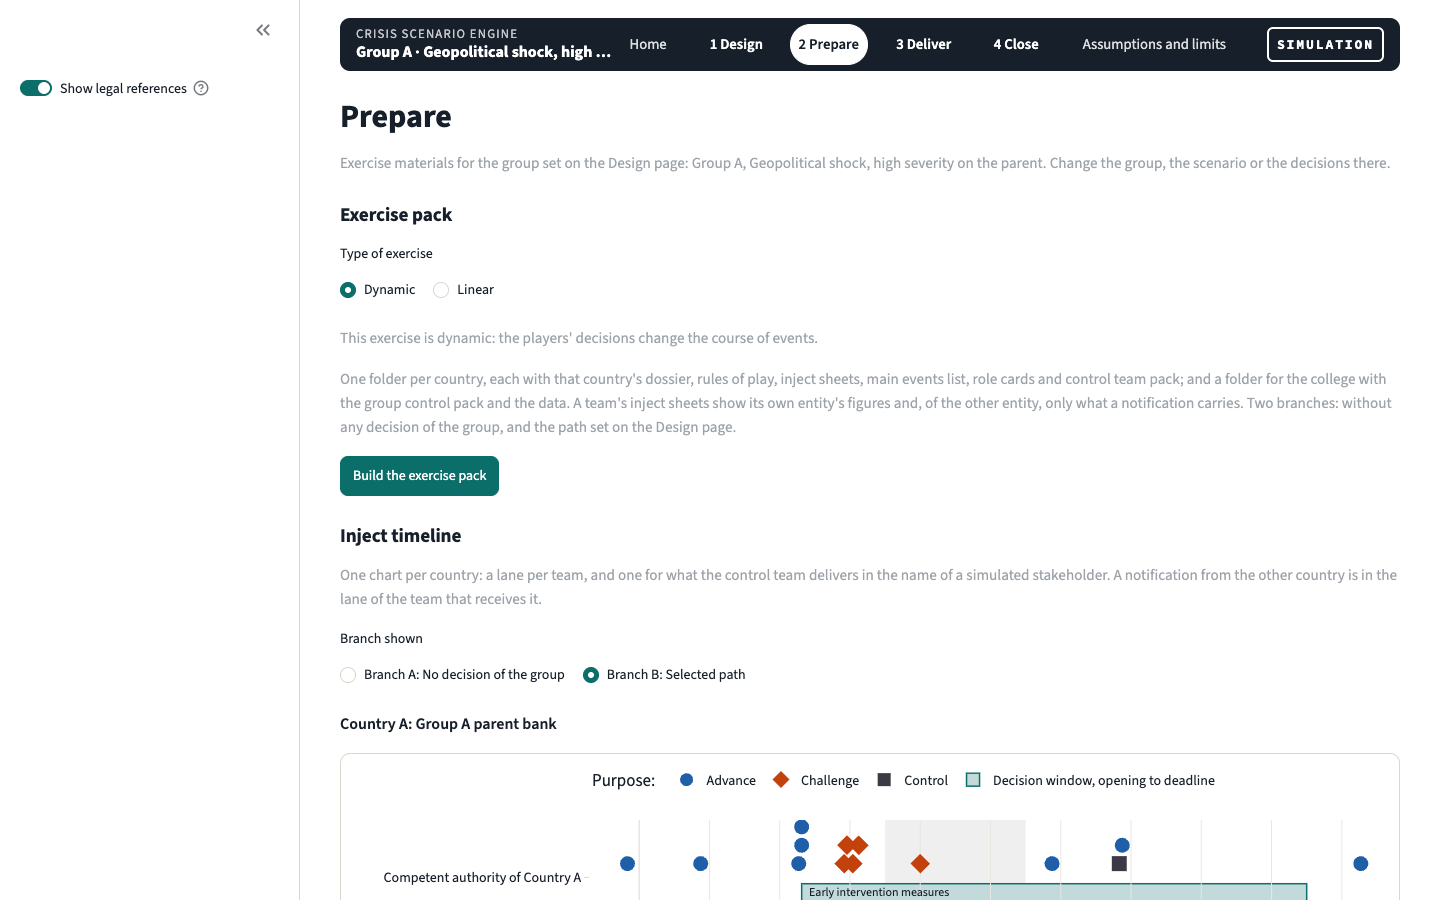 Show legal references
CRISIS SCENARIO ENGINE
Group A · Geopolitical shock, high ...
Home
1 Design
2 Prepare
3 Deliver
4 Close
Assumptions and limits
SIMULATION
Prepare
Exercise materials for the group set on the Design page: Group A, Geopolitical shock, high severity on the parent. Change the group, the scenario or the decisions there.
Exercise pack
Type of exercise
Dynamic
Linear
This exercise is dynamic: the players' decisions change the course of events.
One folder per country, each with that country's dossier, rules of play, inject sheets, main events list, role cards and control team pack; and a folder for the college with
the group control pack and the data. A team's inject sheets show its own entity's figures and, of the other entity, only what a notification carries. Two branches: without
any decision of the group, and the path set on the Design page.
Build the exercise pack
Inject timeline
One chart per country: a lane per team, and one for what the control team delivers in the name of a simulated stakeholder. A notification from the other country is in the
lane of the team that receives it.
Branch shown
Branch A: No decision of the group
Branch B: Selected path
Country A: Group A parent bank
Purpose:
Advance
Challenge
Control
Decision window, opening to deadline
Competent authority of Country A
Early intervention measures